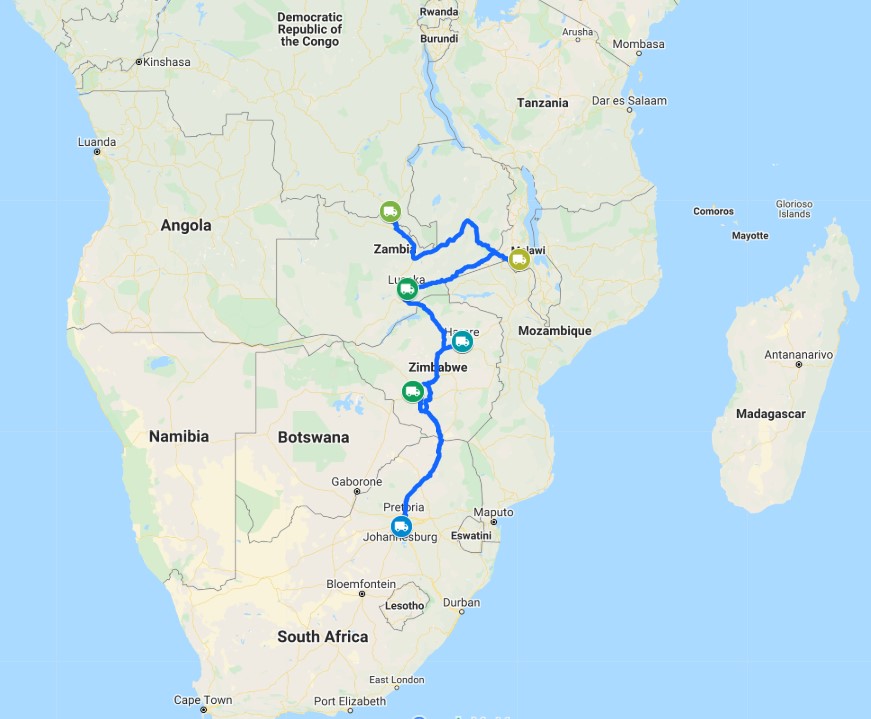 Rwanda
Democratic
Republic of
the Congo
Burundi
Arusha
Mombasa
Kinshasa
Tanzania
Dar es Salaam
Luanda
Comoros
Glorioso
Islands
Mayotte
Angola
Zambia
Malawi
Lusaka
Harare
Mozambique
Zimbabwe
Antananarivo
Madagascar
Namibia
Botswana
Gaborone
Pretoria
Maputo
Johannesburg
Eswatini
Bloemfontein
Lesotho
Durban
South Africa
East London
Cape Town
Port Elizabeth